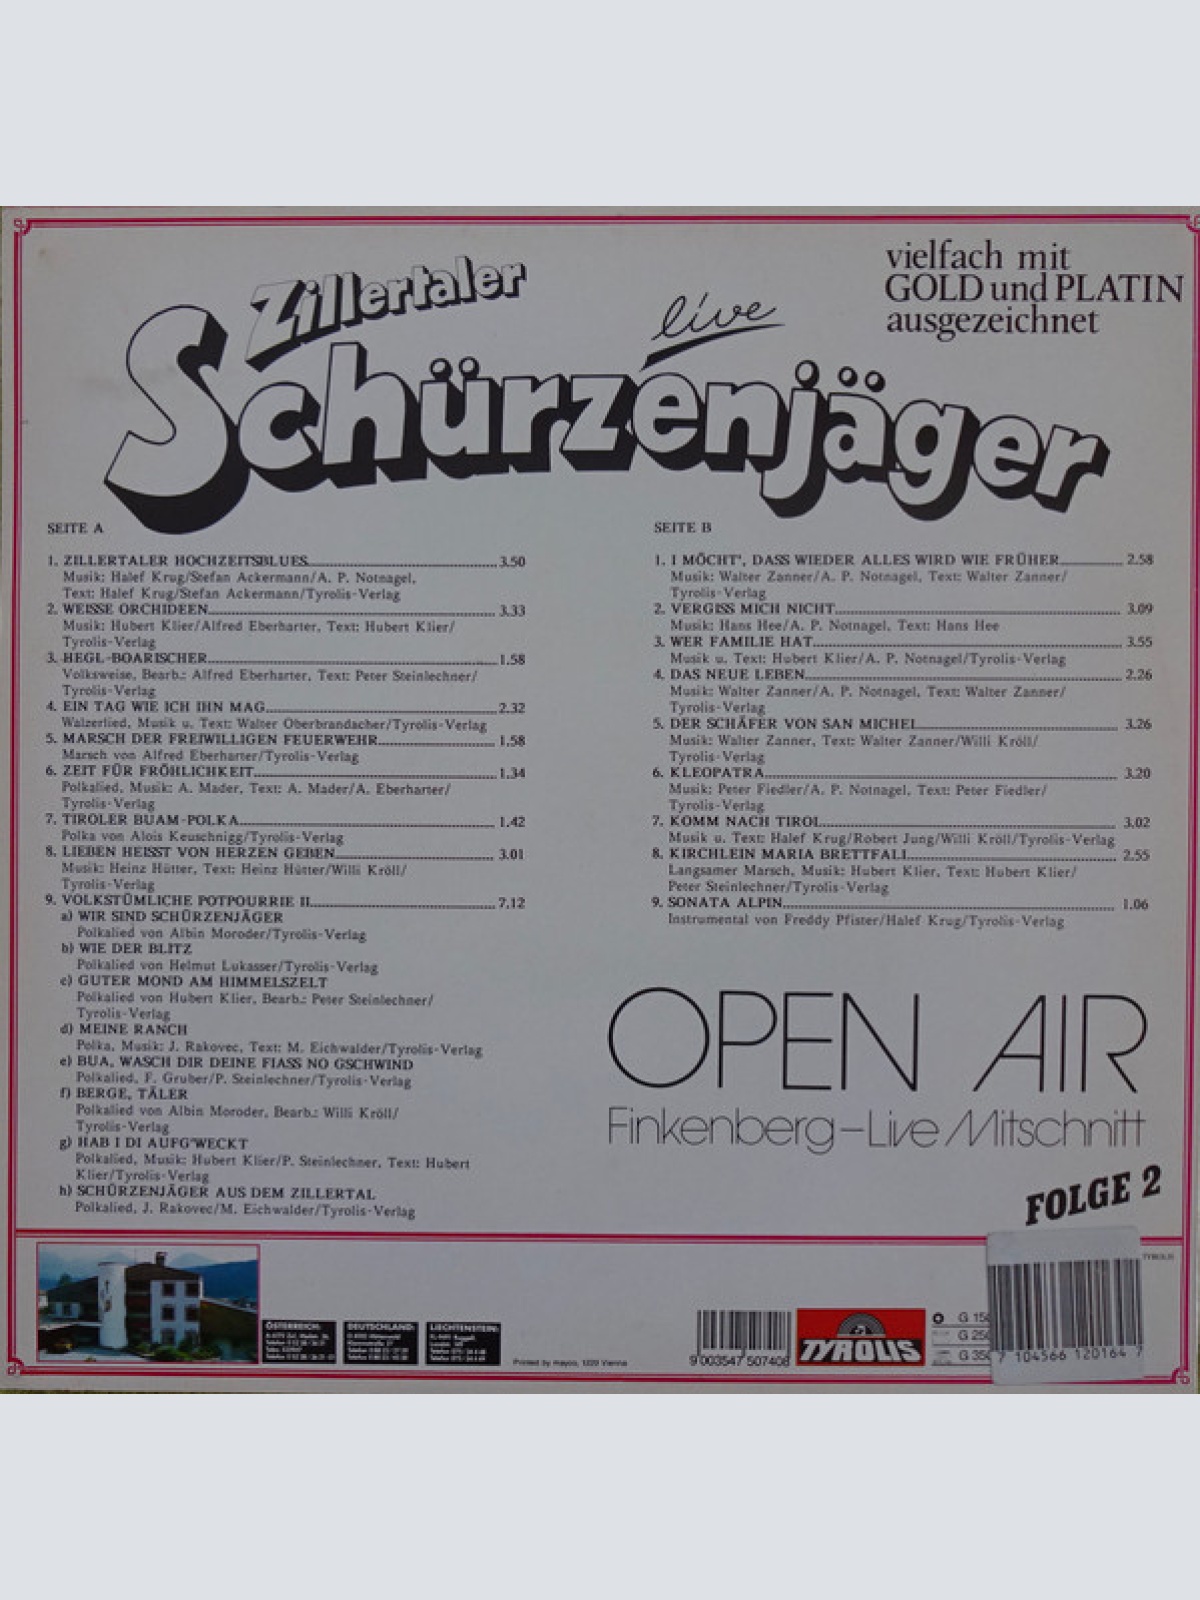 Zillertaler
live
Schürzenjäger
vielfach mit
GOLD und PLATIN
ausgezeichnet
SEITE A
1. ZILLERTALER HOCHZEITSBLUES 3.50
Musik: Halef Krug/Stefan Ackermann/A. P. Notnagel,
Text: Halef Krug/Stefan Ackermann/Tyrolis-Verlag
2. WEISSE ORCHIDEEN 3.33
Musik: Hubert Klier/Alfred Eberharter, Text: Hubert Klier/
Tyrolis-Verlag
3. HEGL-BOARISCHER 1.58
Volksweise, Bearb.: Alfred Eberharter, Text: Peter Steinlechner/
Tyrolis-Verlag
4. EIN TAG WIE ICH IHN MAG 2.32
Walzerlied, Musik u. Text: Walter Oberbrandacher/Tyrolis-Verlag
5. MARSCH DER FREIWILLIGEN FEUERWEHR 1.58
Marsch von Alfred Eberharter/Tyrolis-Verlag
6. ZEIT FÜR FRÖHLICHKEIT 1.34
Polkalied, Musik: A. Mader, Text: A. Mader/A. Eberharter/
Tyrolis-Verlag
7. TIROLER BUAM-POLKA 1.42
Polka von Alois Keuschnigg/Tyrolis-Verlag
8. LIEBEN HEISST VON HERZEN GEBEN 3.01
Musik: Heinz Hütter, Text: Heinz Hütter/Willi Kröll/
Tyrolis-Verlag
9. VOLKSTÜMLICHE POTPOURRIE II 7.12
a) WIR SIND SCHÜRZENJÄGER
Polkalied von Albin Moroder/Tyrolis-Verlag
b) WIE DER BLITZ
Polkalied von Helmut Lukasser/Tyrolis-Verlag
c) GUTER MOND AM HIMMELSZELT
Polkalied von Hubert Klier, Bearb.: Peter Steinlechner/
Tyrolis-Verlag
d) MEINE RANCH
Polka, Musik: J. Rakovec, Text: M. Eichwalder/Tyrolis-Verlag
e) BUA, WASCH DIR DEINE FIASS NO GSCHWIND
Polkalied, F. Gruber/P. Steinlechner/Tyrolis-Verlag
f) BERGE, TÄLER
Polkalied von Albin Moroder, Bearb.: Willi Kröll/
Tyrolis-Verlag
g) HAB I DI AUFG'WECKT
Polkalied, Musik: Hubert Klier/P. Steinlechner, Text: Hubert
Klier/Tyrolis-Verlag
h) SCHÜRZENJÄGER AUS DEM ZILLERTAL
Polkalied, J. Rakovec/M. Eichwalder/Tyrolis-Verlag
SEITE B
1. I MÖCHT', DASS WIEDER ALLES WIRD WIE FRÜHER 2.58
Musik: Walter Zanner/A. P. Notnagel, Text: Walter Zanner/
Tyrolis-Verlag
2. VERGISS MICH NICHT 3.09
Musik: Hans Hee/A. P. Notnagel, Text: Hans Hee
3. WER FAMILIE HAT 3.55
Musik u. Text: Hubert Klier/A. P. Notnagel/Tyrolis-Verlag
4. DAS NEUE LEBEN 2.26
Musik: Walter Zanner/A. P. Notnagel, Text: Walter Zanner/
Tyrolis-Verlag
5. DER SCHÄFER VON SAN MICHEL 3.26
Musik: Walter Zanner, Text: Walter Zanner/Willi Kröll/
Tyrolis-Verlag
6. KLEOPATRA 3.20
Musik: Peter Fiedler/A. P. Notnagel, Text: Peter Fiedler/
Tyrolis-Verlag
7. KOMM NACH TIROL 3.02
Musik u. Text: Halef Krug/Robert Jung/Willi Kröll/Tyrolis-Verlag
8. KIRCHLEIN MARIA BRETTFALL 2.55
Langsamer Marsch, Musik: Hubert Klier, Text: Hubert Klier/
Peter Steinlechner/Tyrolis-Verlag
9. SONATA ALPIN 1.06
Instrumental von Freddy Pfister/Halef Krug/Tyrolis-Verlag
OPEN AIR
Finkenberg–Live Mitschnitt
FOLGE 2
ÖSTERREICH:
DEUTSCHLAND:
LIECHTENSTEIN:
Printed by mayco, 1220 Vienna
9 003547 507406
TYROLIS
7 104566 120164 7